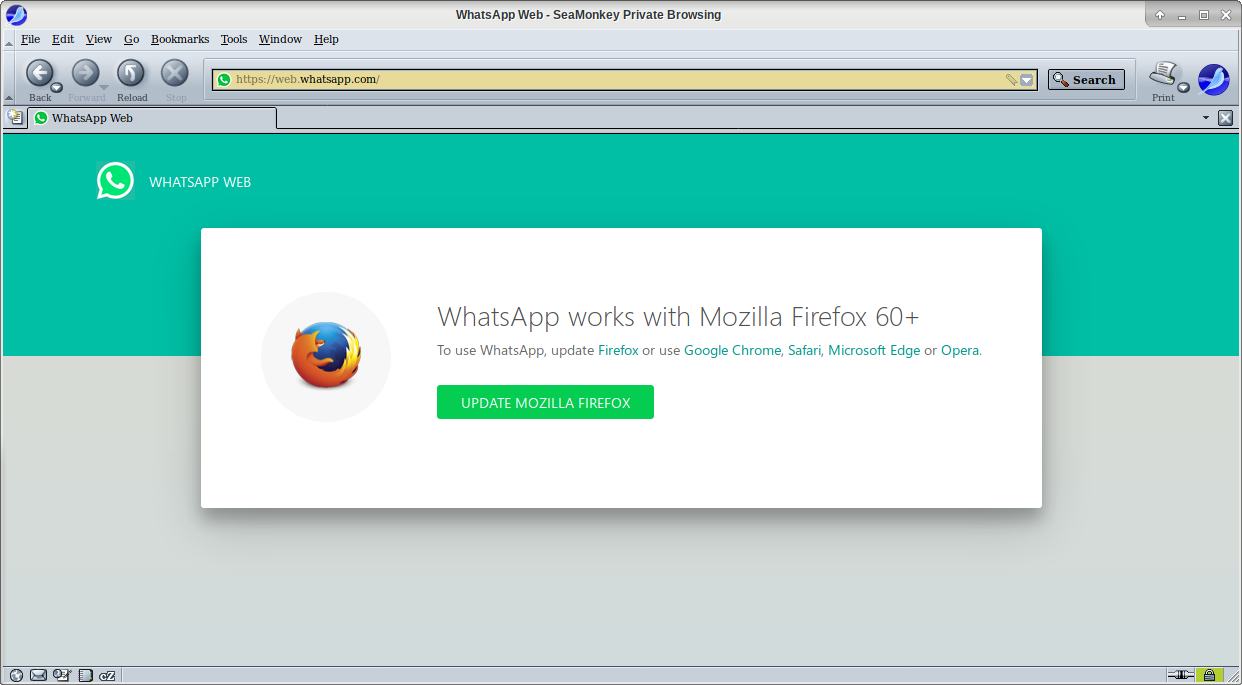 WhatsApp Web - SeaMonkey Private Browsing
File Edit View Go Bookmarks Tools Window Help
https://web.whatsapp.com/ Search
Back Forward Reload Stop Print
WhatsApp Web
WHATSAPP WEB
WhatsApp works with Mozilla Firefox 60+
To use WhatsApp, update Firefox or use Google Chrome, Safari, Microsoft Edge or Opera.
UPDATE MOZILLA FIREFOX
cZ